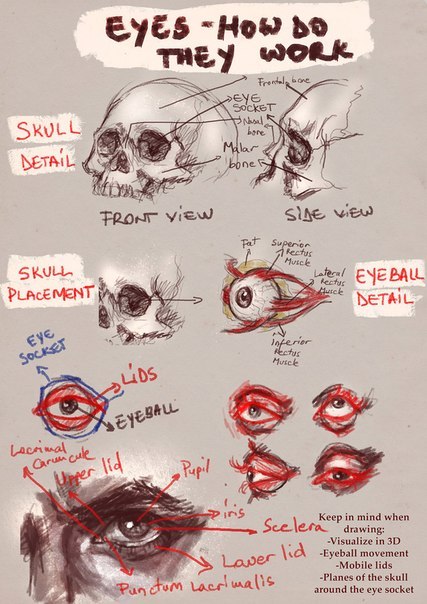 EYES - HOW DO
THEY WORK
SKULL
DETAIL
Frontal bone
EYE
SOCKET
Nasal
bone
Malar
bone
FRONT VIEW
SIDE VIEW
SKULL
PLACEMENT
Fat
Superior
Rectus
Muscle
Lateral
Rectus
Muscle
Inferior
Rectus
Muscle
EYEBALL
DETAIL
EYE
SOCKET
LIDS
EYEBALL
Lacrimal
Caruncule
Upper lid
Pupil
iris
Scelera
Lower lid
Punctum Lacrimalis
Keep in mind when
drawing:
-Visualize in 3D
-Eyeball movement
-Mobile lids
-Planes of the skull
around the eye socket